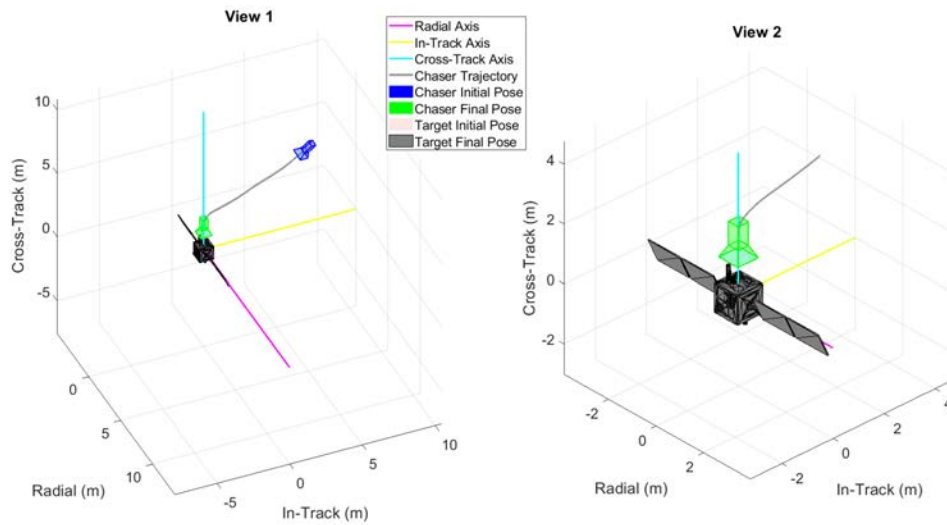 View 1
Radial Axis
In-Track Axis
Cross-Track Axis
Chaser Trajectory
Chaser Initial Pose
Chaser Final Pose
Target Initial Pose
Target Final Pose
View 2
10
5
0
-5
Cross-Track (m)
0
5
10
Radial (m)
-5
0
5
10
In-Track (m)
4
2
0
-2
Cross-Track (m)
-2
0
2
Radial (m)
-2
0
2
4
In-Track (m)